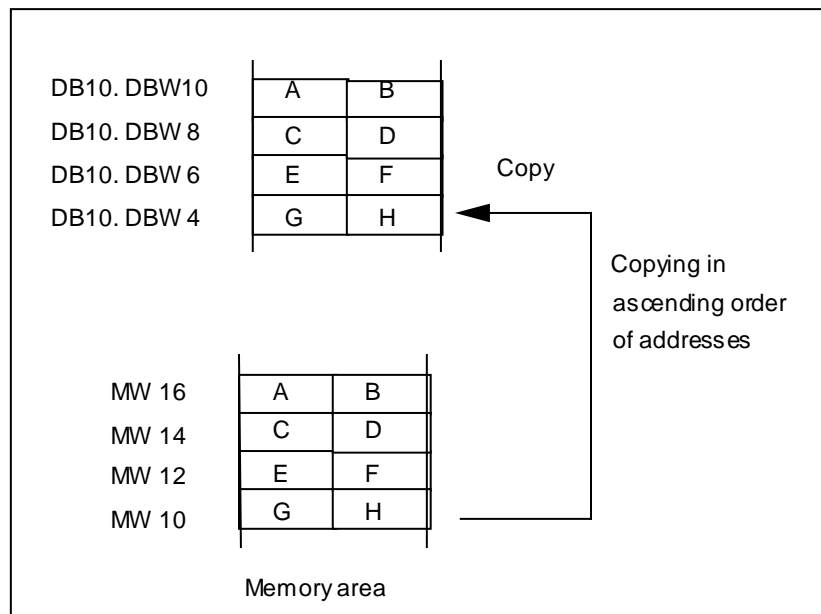 DB10. DBW10 A B
DB10. DBW 8 C D
DB10. DBW 6 E F
DB10. DBW 4 G H
Copy
Copying in
ascending order
of addresses
MW 16 A B
MW 14 C D
MW 12 E F
MW 10 G H
Memory area